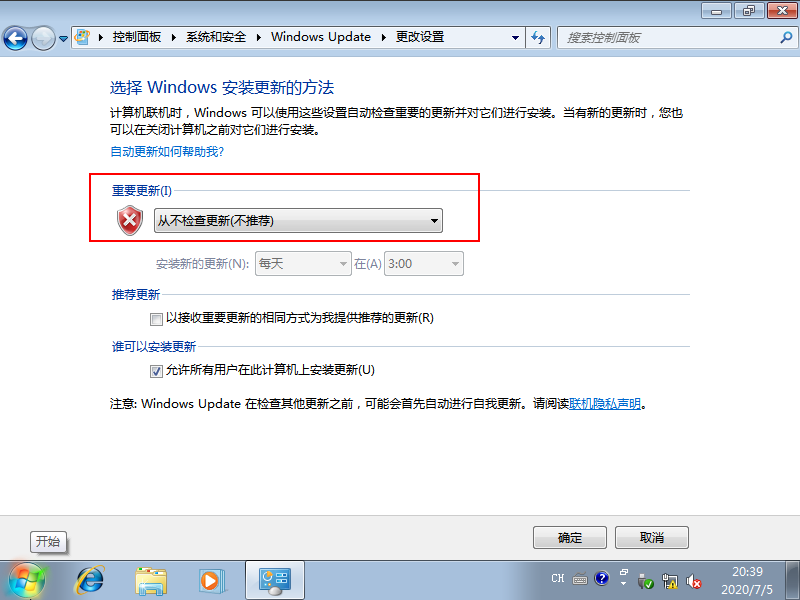 控制面板 系统和安全 Windows Update 更改设置
搜索控制面板
选择 Windows 安装更新的方法
计算机联机时，Windows 可以使用这些设置自动检查重要的更新并对它们进行安装。当有新的更新时，您也
可以在关闭计算机之前对它们进行安装。
自动更新如何帮助我?
重要更新(I)
从不检查更新(不推荐)
安装新的更新(N): 每天 在(A) 3:00
推荐更新
以接收重要更新的相同方式为我提供推荐的更新(R)
谁可以安装更新
允许所有用户在此计算机上安装更新(U)
注意: Windows Update 在检查其他更新之前，可能会首先自动进行自我更新。请阅读联机隐私声明。
确定 取消
开始
CH 20:39
2020/7/5